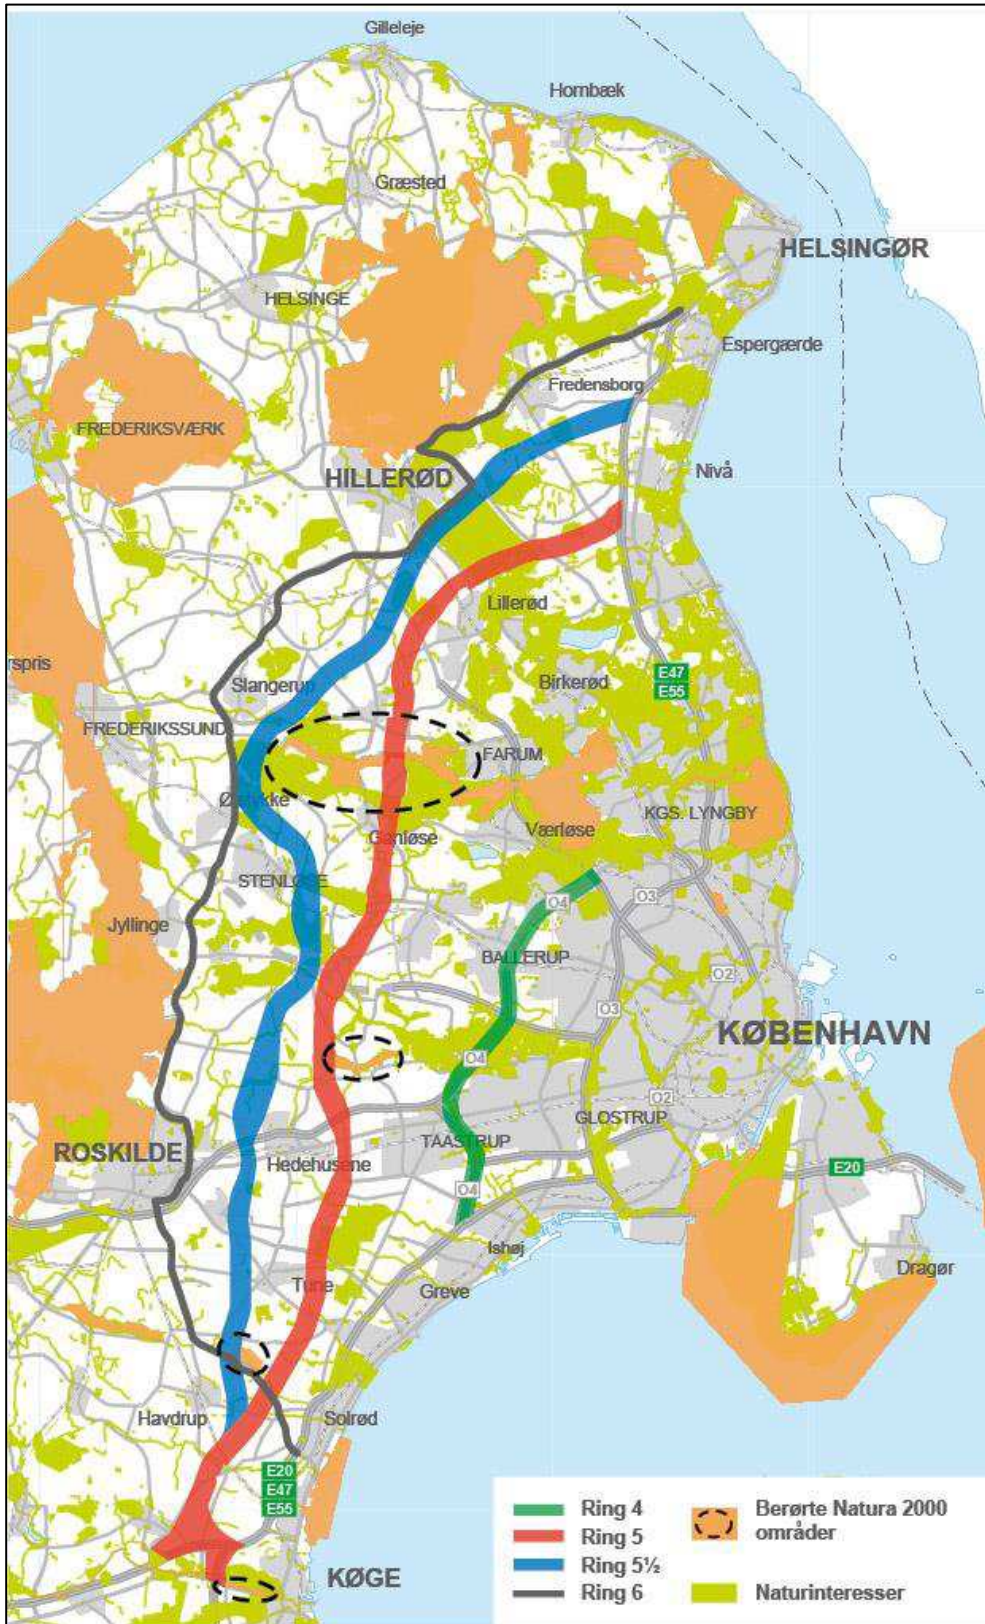 Gilleleje
Hornbæk
Græsted
HELSINGØR
HELSINGE
Espergærde
Fredensborg
FREDERIKSVÆRK
HILLERØD
Nivå
Lillerød
rspris
E47
E55
Birkerød
Slangerup
FREDERIKSSUND
FARUM
KGS. LYNGBY
Værløse
Ganløse
STENLØSE
O4
O3
Jyllinge
BALLERUP
O2
O3
KØBENHAVN
O4
O2
GLOSTRUP
TAASTRUP
ROSKILDE
Hedehusene
E20
O4
Ishøj
Dragør
Tune
Greve
Havdrup
Solrød
E20
E47
E55
KØGE
Ring 4
Ring 5
Ring 5½
Ring 6
Berørte Natura 2000
områder
Naturinteresser